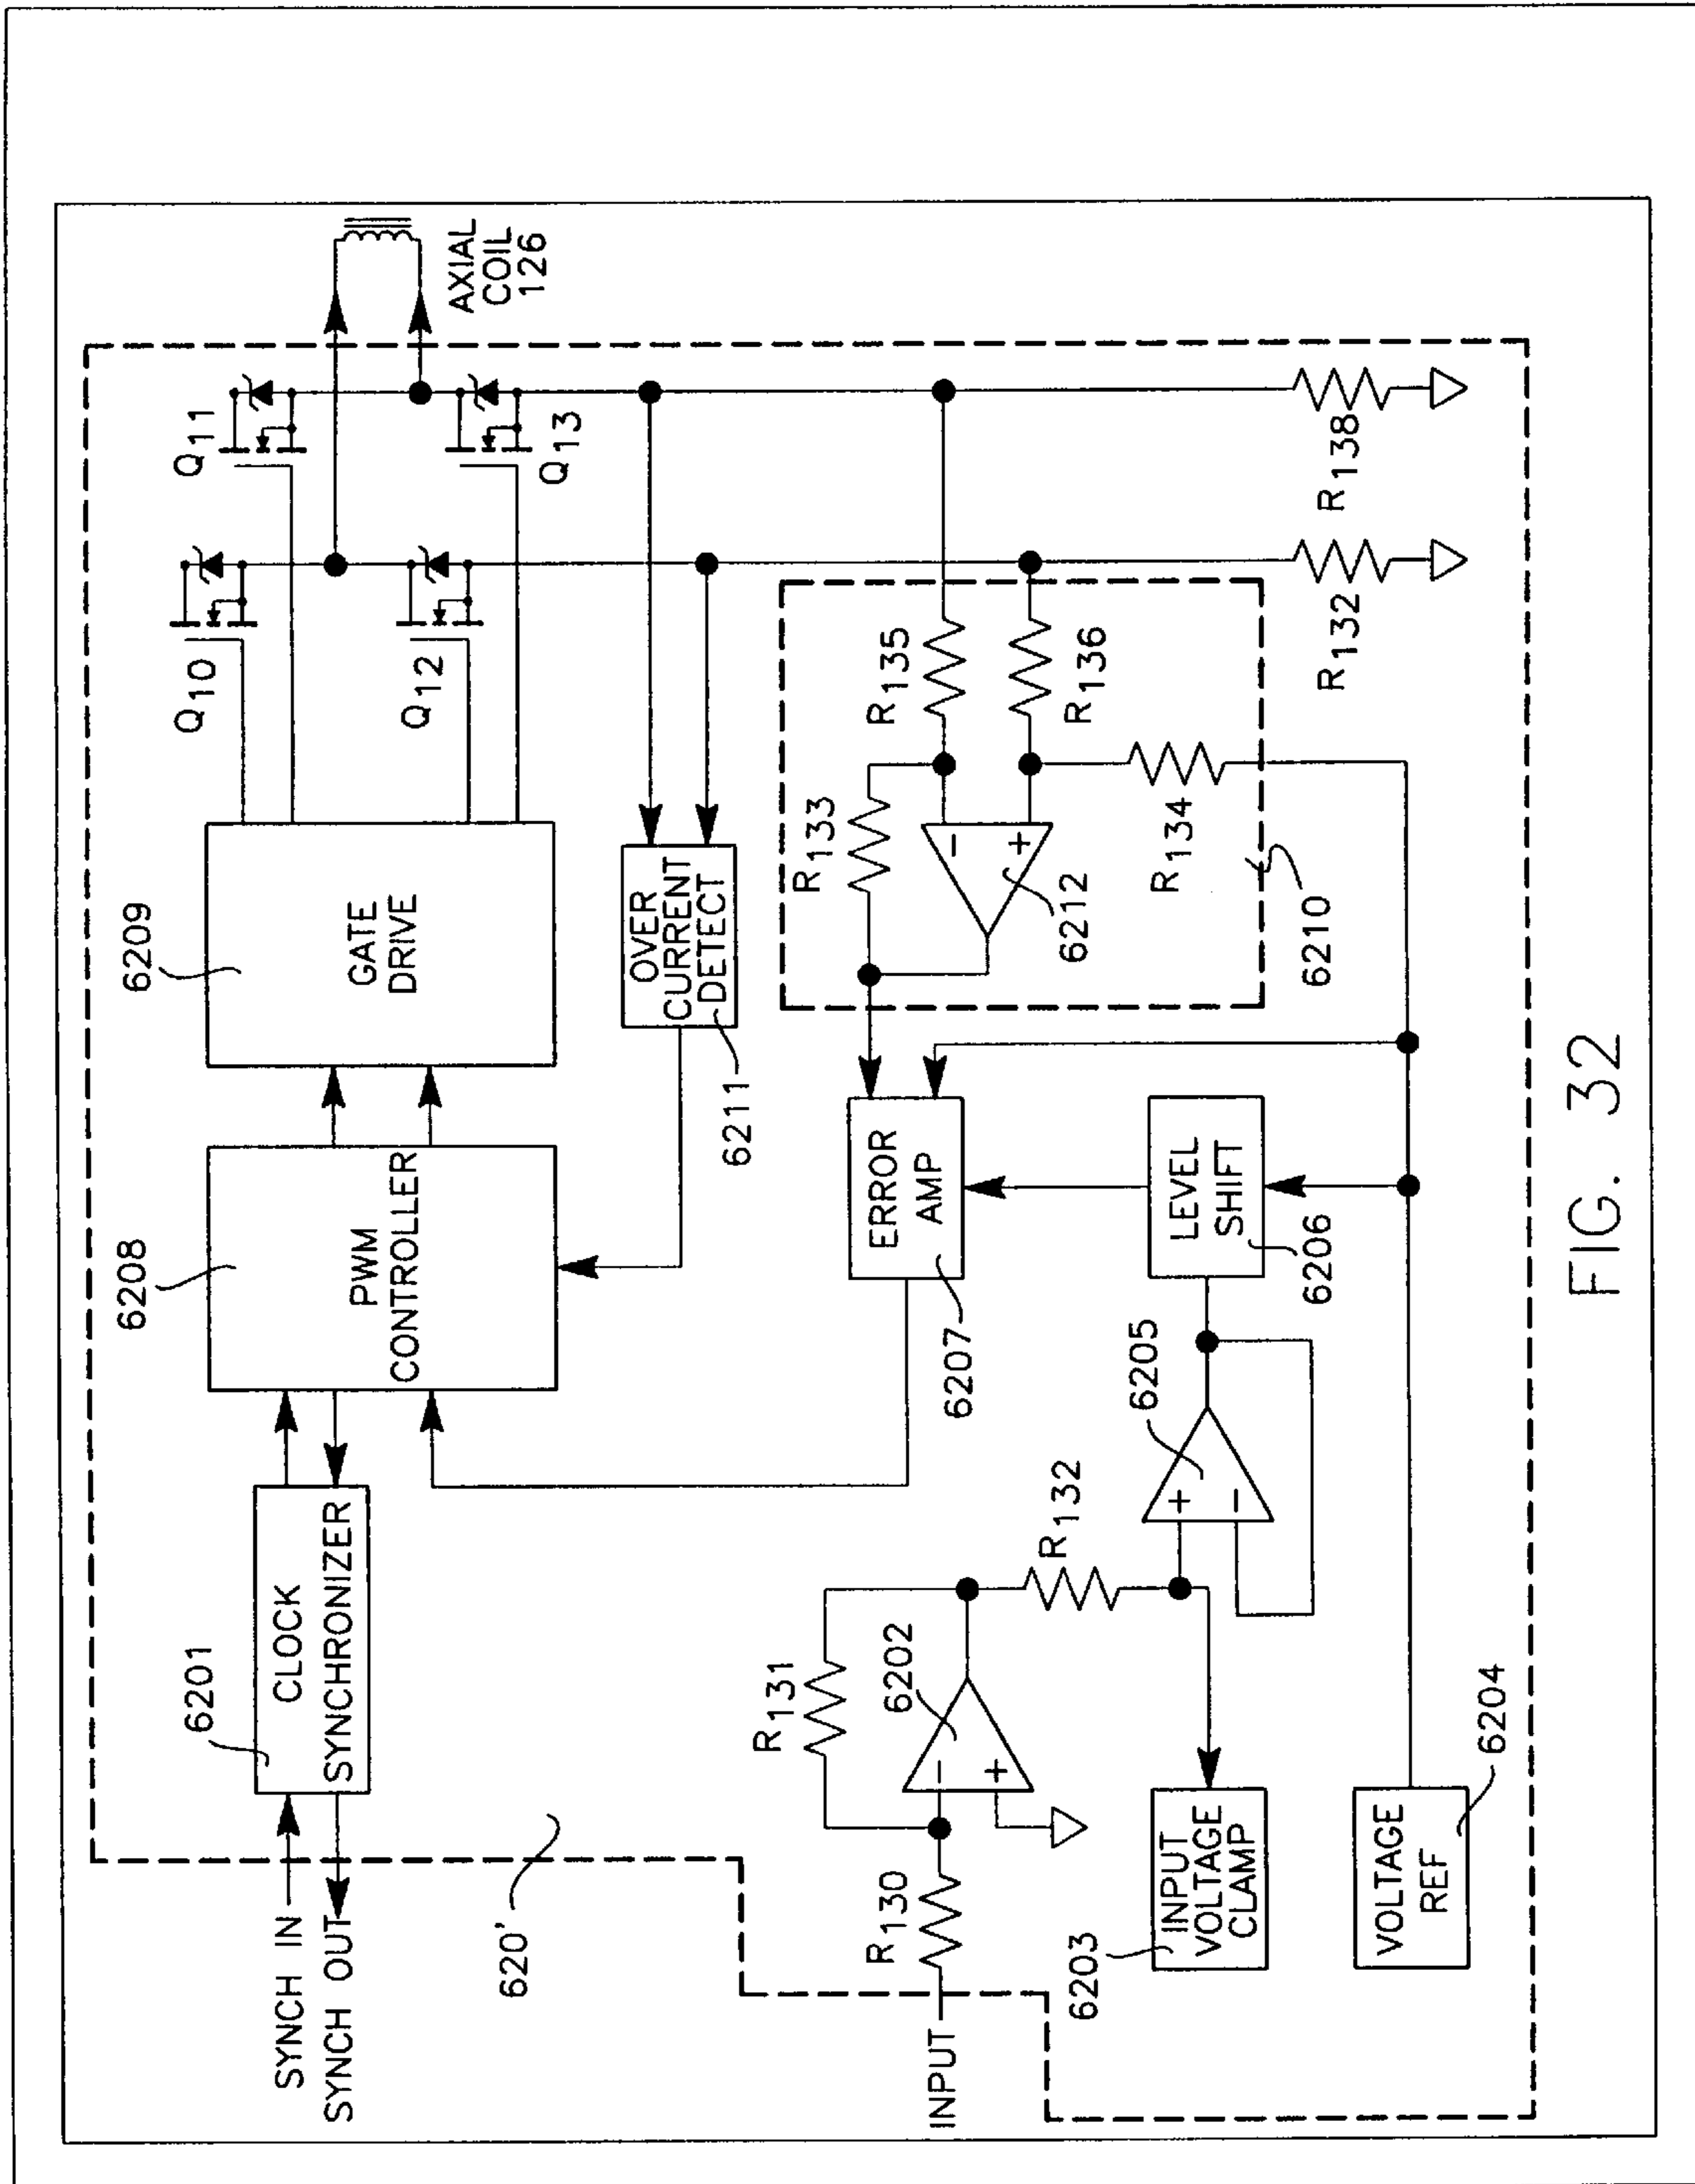 SYNCH IN
SYNCH OUT
6201
CLOCK
SYNCHRONIZER
6208
PWM
CONTROLLER
6209
GATE
DRIVE
Q10
Q11
Q12
Q13
AXIAL
COIL
126
620'
OVER
CURRENT
DETECT
6211
INPUT
R130
R131
6202
-
+
R132
6203
INPUT
VOLTAGE
CLAMP
6205
+
-
6207
ERROR
AMP
LEVEL
SHIFT
6206
R133
-
+
6212
R135
R136
R134
6210
R132
R138
VOLTAGE
REF
6204
FIG. 32